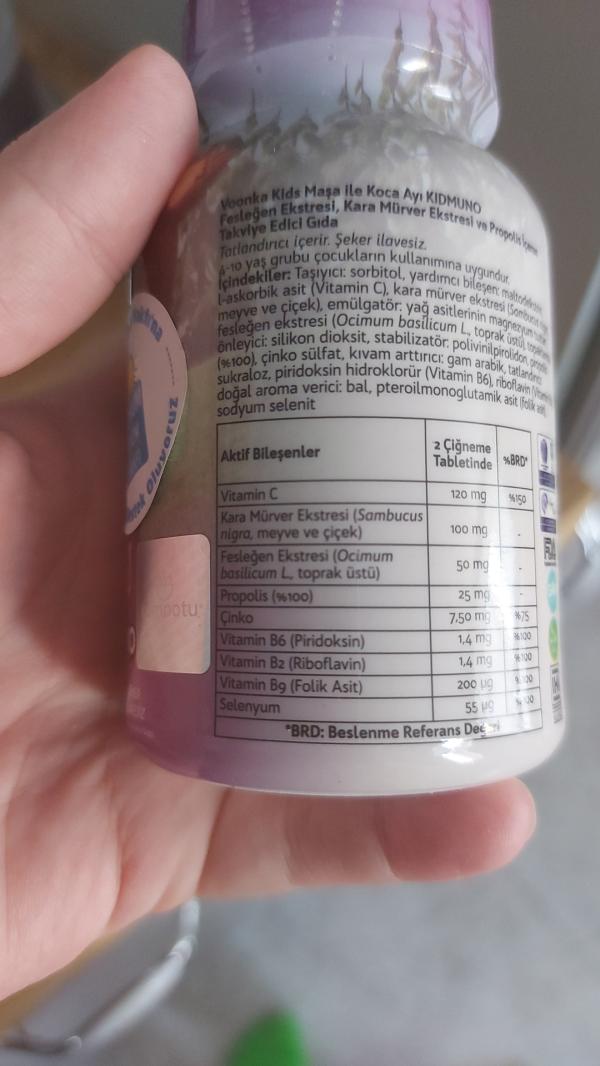 Voonka Kids Maşa ile Koca Ayı KIDMUNO
Fesleğen Ekstresi, Kara Mürver Ekstresi ve Propolis İçeren
Takviye Edici Gıda
Tatlandırıcı içerir. Şeker ilavesiz.
4-10 yaş grubu çocukların kullanımına uygundur.
İçindekiler: Taşıyıcı: sorbitol, yardımcı bileşen:
l-askorbik asit (Vitamin C), kara mürver ekstresi (Sambucus
meyve ve çiçek), emülgatör: yağ asitlerinin magnezyum
fesleğen ekstresi (Ocimum basilicum L, toprak üstü),
önleyici: silikon dioksit, stabilizatör: polivinilpirolidon,
(%100), çinko sülfat, kıvam arttırıcı: gam arabik, tatlandırıcı:
sukraloz, piridoksin hidroklorür (Vitamin B6), riboflavin
doğal aroma verici: bal, pteroilmonoglutamik asit (Folik asit)
sodyum selenit
Aktif Bileşenler 2 Çiğneme Tabletinde %BRD*
Vitamin C 120 mg %150
Kara Mürver Ekstresi (Sambucus
nigra, meyve ve çiçek) 100 mg -
Fesleğen Ekstresi (Ocimum
basilicum L, toprak üstü) 50 mg -
Propolis (%100) 25 mg -
Çinko 7,50 mg %75
Vitamin B6 (Piridoksin) 1,4 mg %100
Vitamin B2 (Riboflavin) 1,4 mg %100
Vitamin B9 (Folik Asit) 200 µg %100
Selenyum 55 µg %100
*BRD: Beslenme Referans Değeri